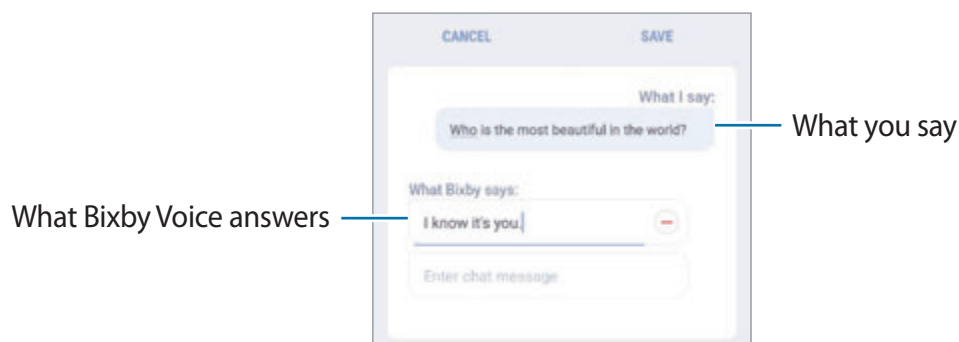 CANCEL SAVE
What I say:
Who is the most beautiful in the world?
What you say
What Bixby says:
What Bixby Voice answers
I know it's you.
Enter chat message